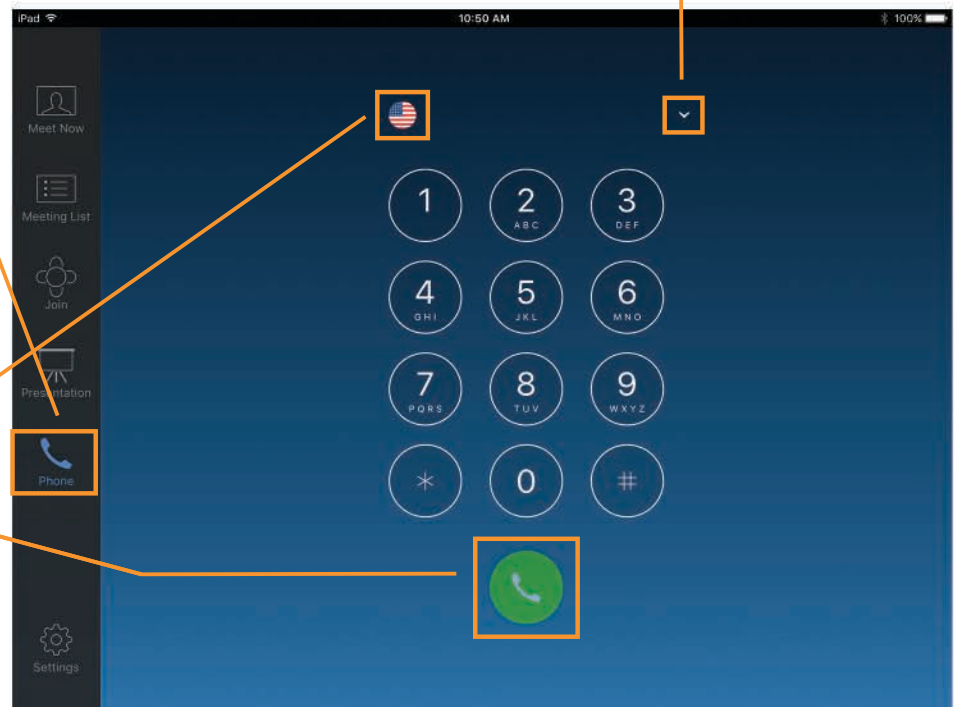 iPad 10:50 AM 100%
Meet Now
Meeting List
Join
Presentation
Phone
Settings
1 2 3
ABC DEF
4 5 6
GHI JKL MNO
7 8 9
PQRS TUV WXYZ
* 0 #